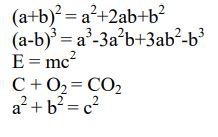 (a+b)² = a²+2ab+b²
(a-b)³ = a³-3a²b+3ab²-b³
E = mc²
C + O₂ = CO₂
a² + b² = c²